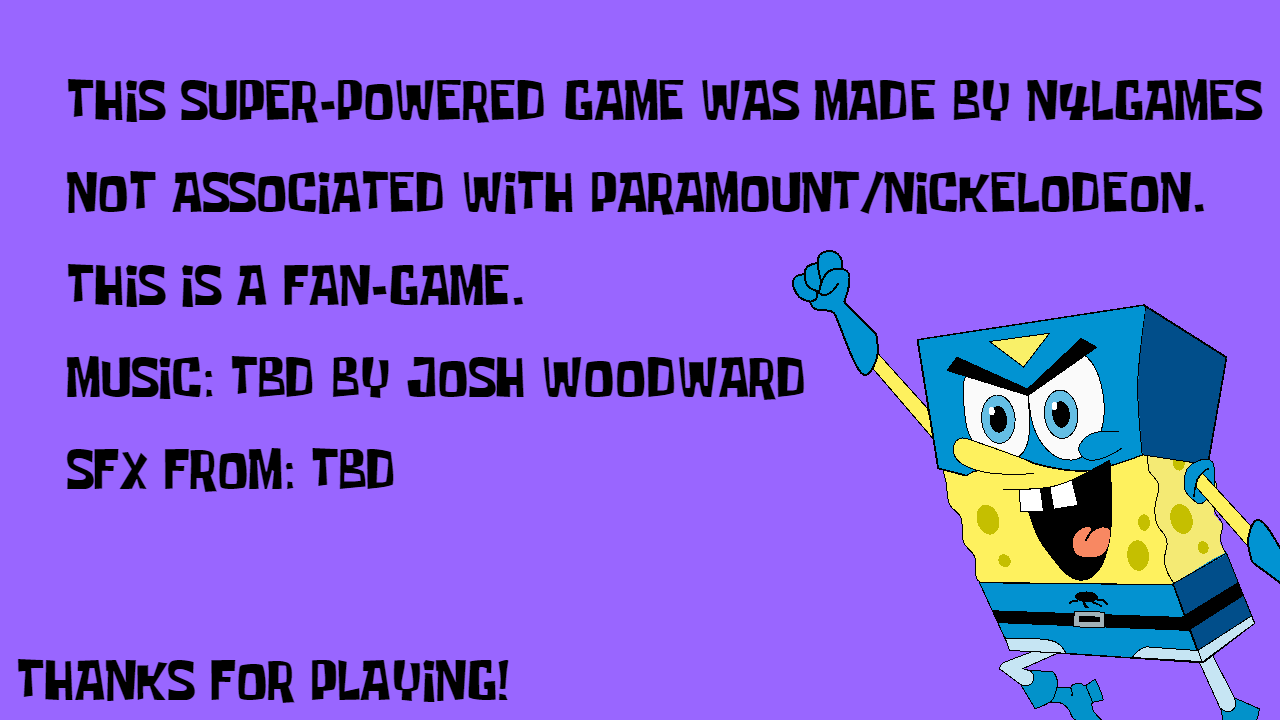 THIS SUPER-POWERED GAME WAS MADE BY N4LGAMES
NOT ASSOCIATED WITH PARAMOUNT/NICKELODEON.
THIS IS A FAN-GAME.
MUSIC: TBD BY JOSH WOODWARD
SFX FROM: TBD
THANKS FOR PLAYING!